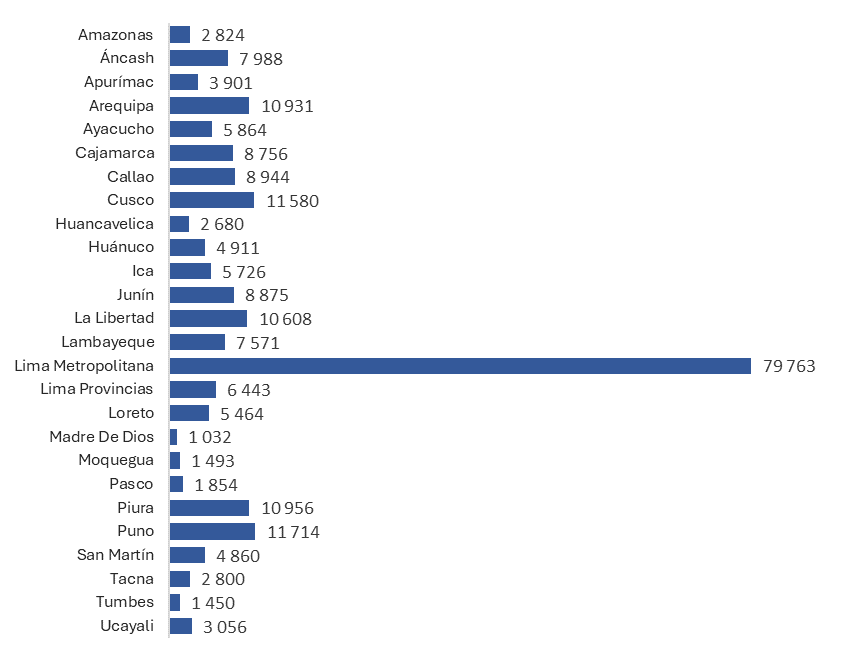 Amazonas 2 824
Áncash 7 988
Apurímac 3 901
Arequipa 10 931
Ayacucho 5 864
Cajamarca 8 756
Callao 8 944
Cusco 11 580
Huancavelica 2 680
Huánuco 4 911
Ica 5 726
Junín 8 875
La Libertad 10 608
Lambayeque 7 571
Lima Metropolitana 79 763
Lima Provincias 6 443
Loreto 5 464
Madre De Dios 1 032
Moquegua 1 493
Pasco 1 854
Piura 10 956
Puno 11 714
San Martín 4 860
Tacna 2 800
Tumbes 1 450
Ucayali 3 056